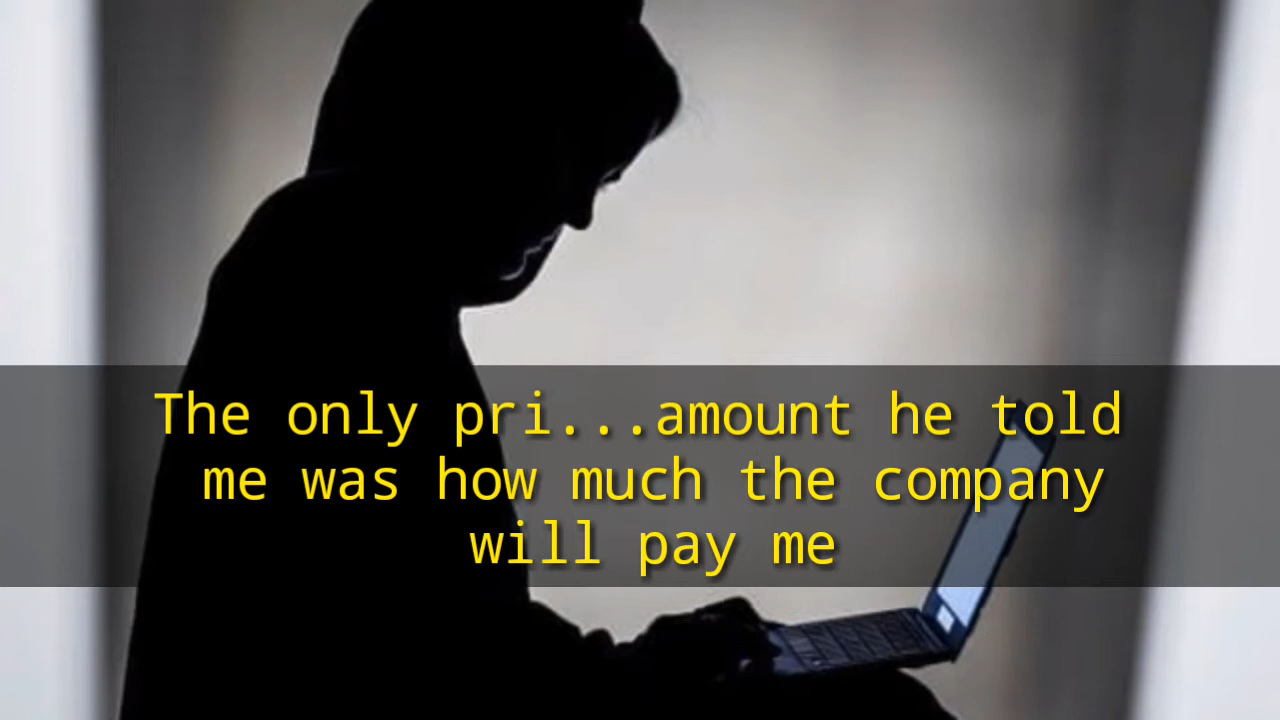 The only pri...amount he told
me was how much the company
will pay me